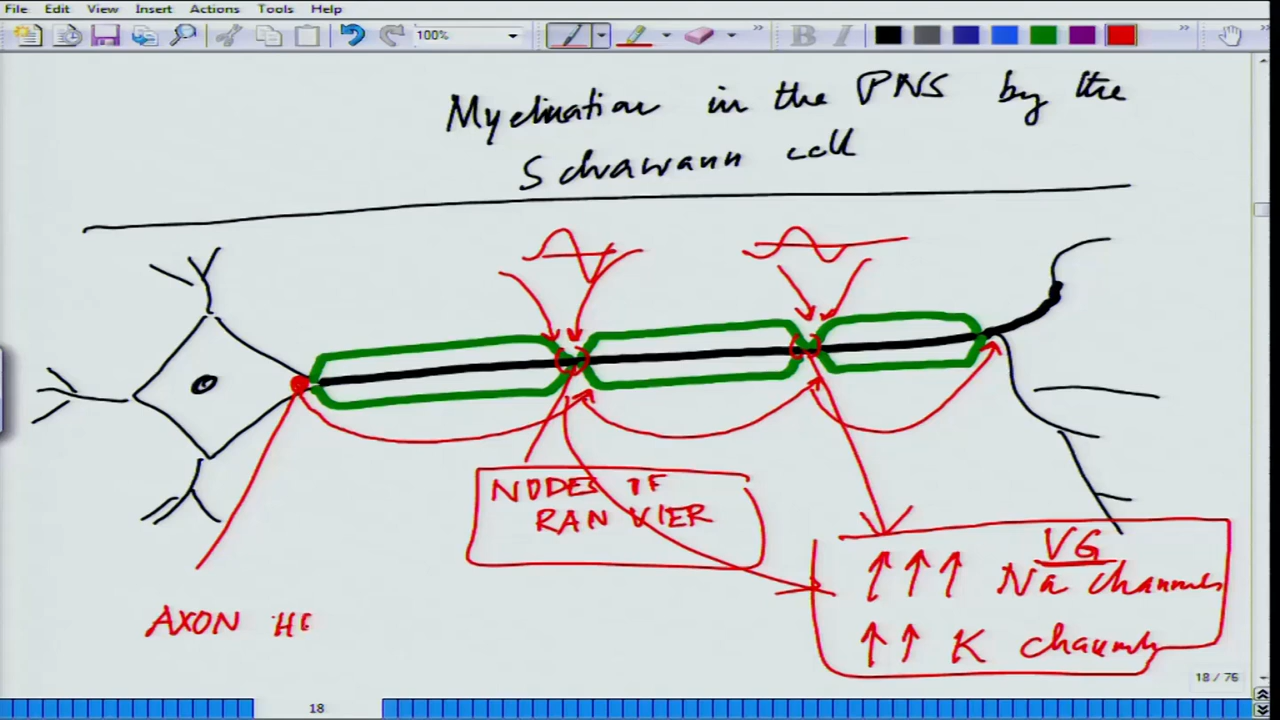 File Edit View Insert Actions Tools Help
100%
Myelination in the PNS by the
Schwann cell
NODES OF
RANVIER
VG
↑↑↑ Na channels
↑↑ K channels
AXON H
18 / 76
18